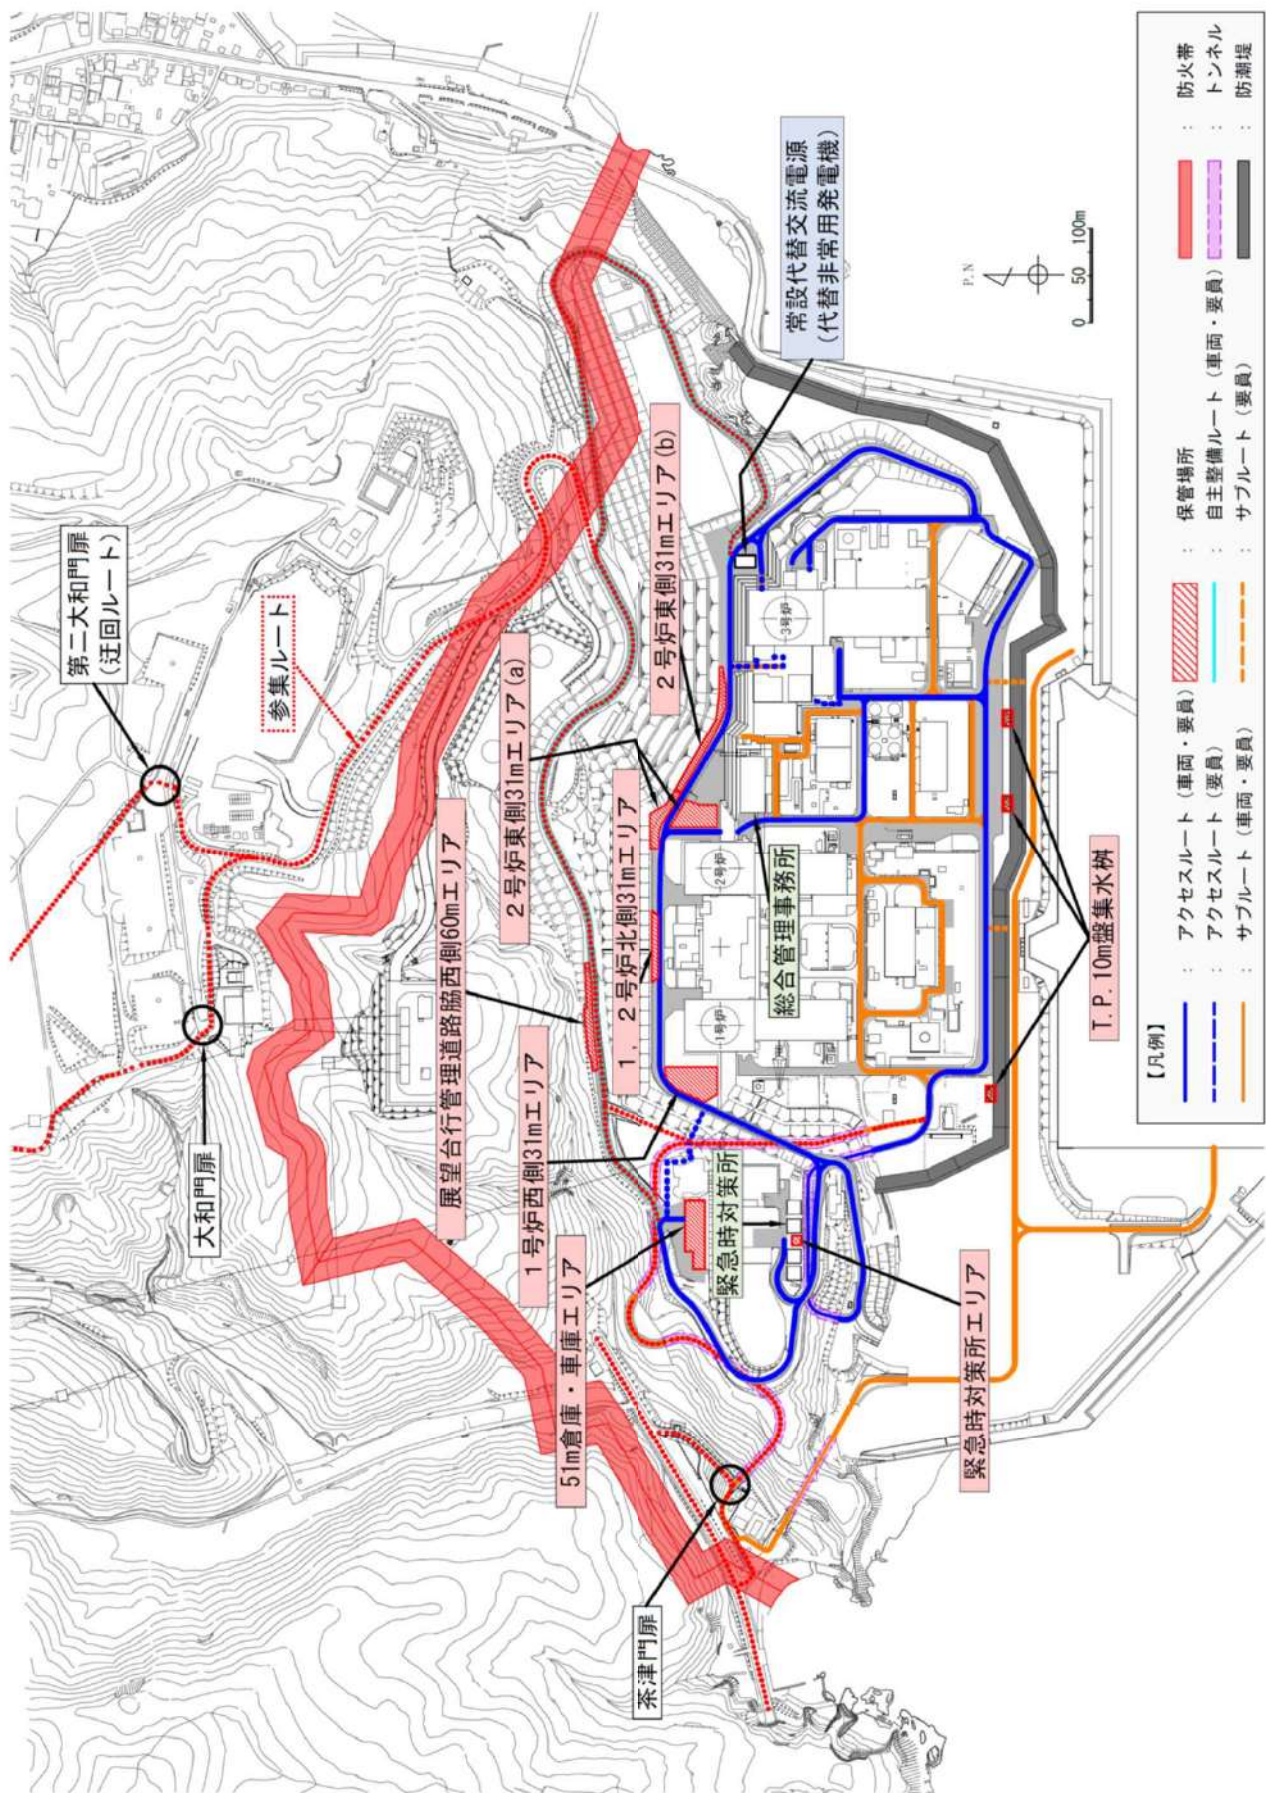 第二大和門扉
(迂回ルート)
参集ルート
大和門扉
常設代替交流電源
(代替非常用発電機)
2号炉東側31mエリア(b)
2号炉東側31mエリア(a)
1，2号炉北側31mエリア
展望台行管理道路脇西側60mエリア
1号炉西側31mエリア
51m倉庫・車庫エリア
茶津門扉
緊急時対策所
緊急時対策所エリア
総合管理事務所
3号炉
2号炉
1号炉
T.P.10m盤集水桝
P.N
0 50 100m
【凡例】
： アクセスルート（車両・要員）
： アクセスルート（要員）
： サブルート（車両・要員）
： 保管場所
： 自主整備ルート（車両・要員）
： サブルート（要員）
： 防火帯
： トンネル
： 防潮堤